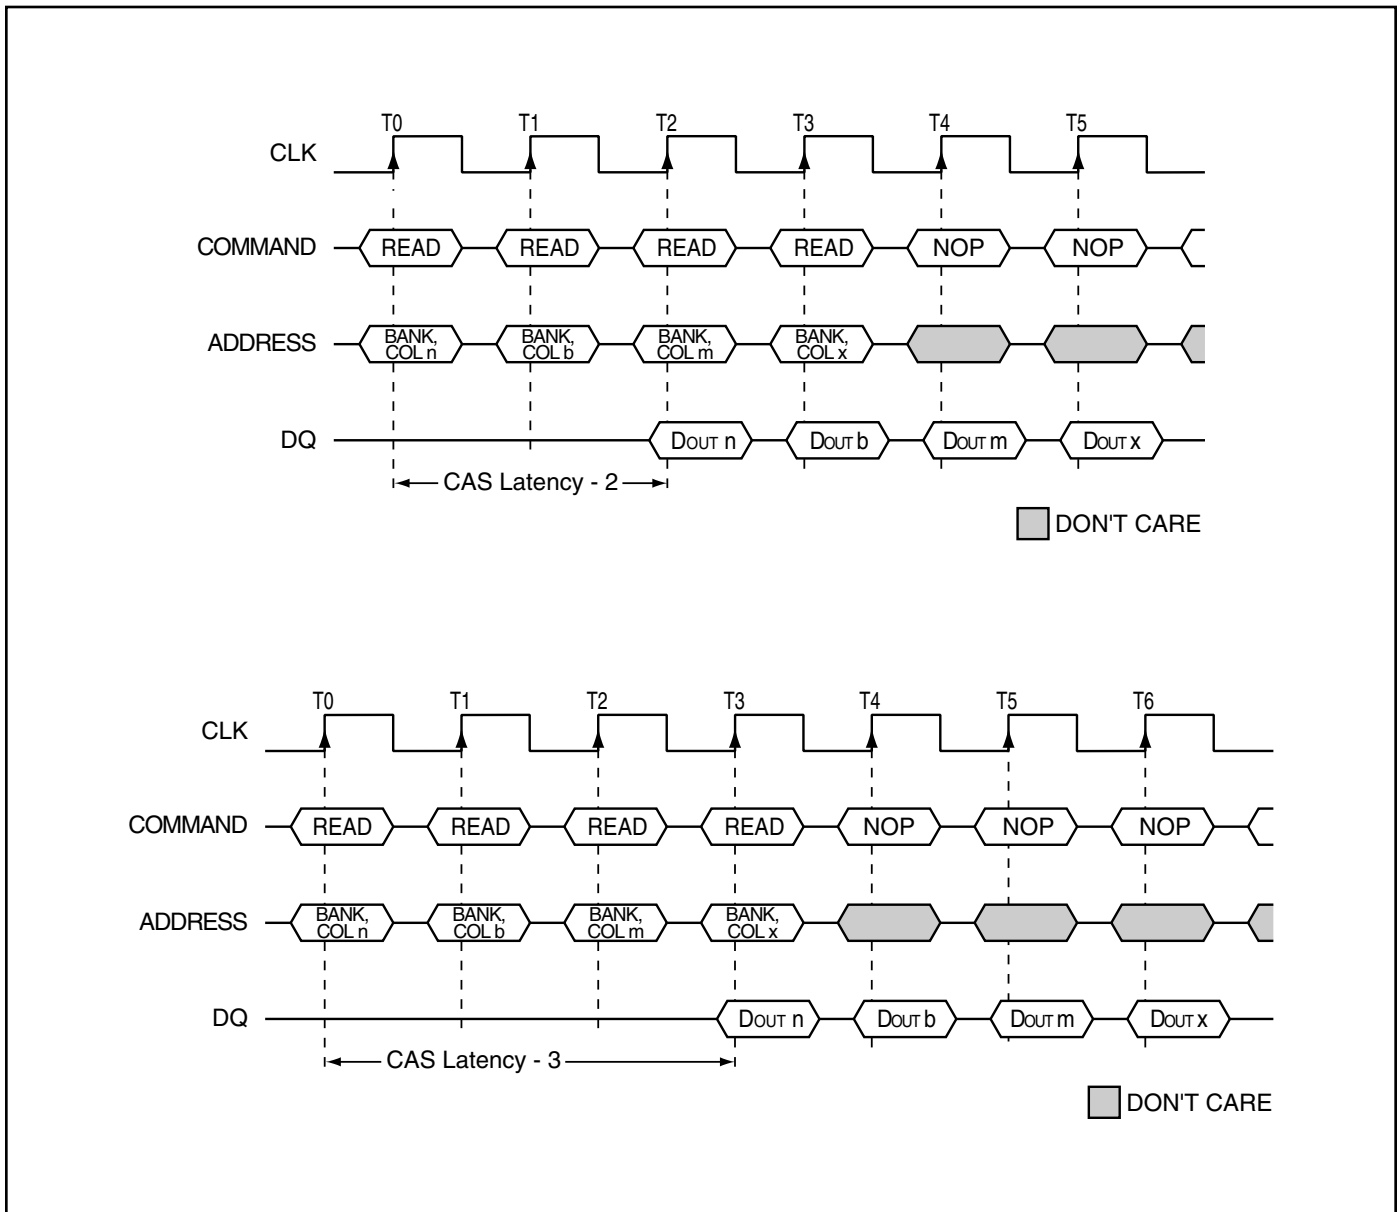 T0 T1 T2 T3 T4 T5
CLK
COMMAND READ READ READ READ NOP NOP
ADDRESS BANK, COL n BANK, COL b BANK, COL m BANK, COL x
DQ DOUT n DOUT b DOUT m DOUT x
CAS Latency - 2
DON'T CARE
T0 T1 T2 T3 T4 T5 T6
CLK
COMMAND READ READ READ READ NOP NOP NOP
ADDRESS BANK, COL n BANK, COL b BANK, COL m BANK, COL x
DQ DOUT n DOUT b DOUT m DOUT x
CAS Latency - 3
DON'T CARE